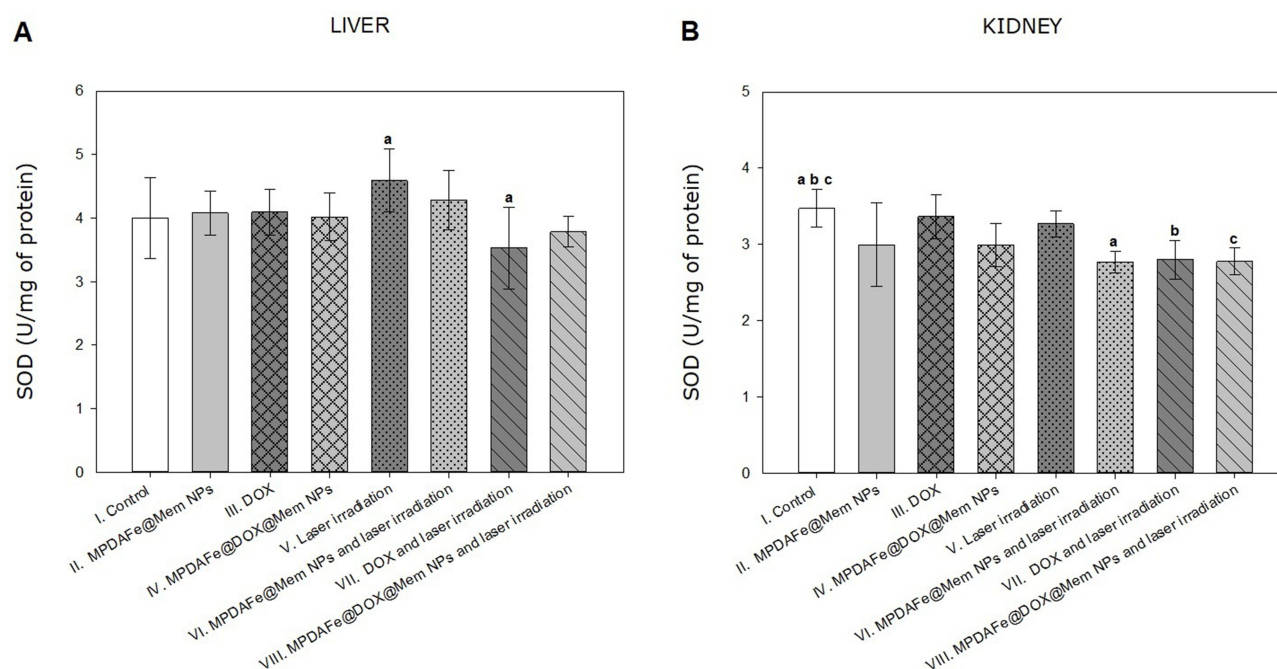 A
LIVER
SOD (U/mg of protein)
6
5
4
3
2
1
0
a
a
I. Control
II. MPDAFe@Mem NPs
III. DOX
IV. MPDAFe@DOX@Mem NPs
V. Laser irradiation
VI. MPDAFe@Mem NPs and laser irradiation
VII. DOX and laser irradiation
VIII. MPDAFe@DOX@Mem NPs and laser irradiation
B
KIDNEY
SOD (U/mg of protein)
5
4
3
2
1
0
a b c
a
b
c
I. Control
II. MPDAFe@Mem NPs
III. DOX
IV. MPDAFe@DOX@Mem NPs
V. Laser irradiation
VI. MPDAFe@Mem NPs and laser irradiation
VII. DOX and laser irradiation
VIII. MPDAFe@DOX@Mem NPs and laser irradiation